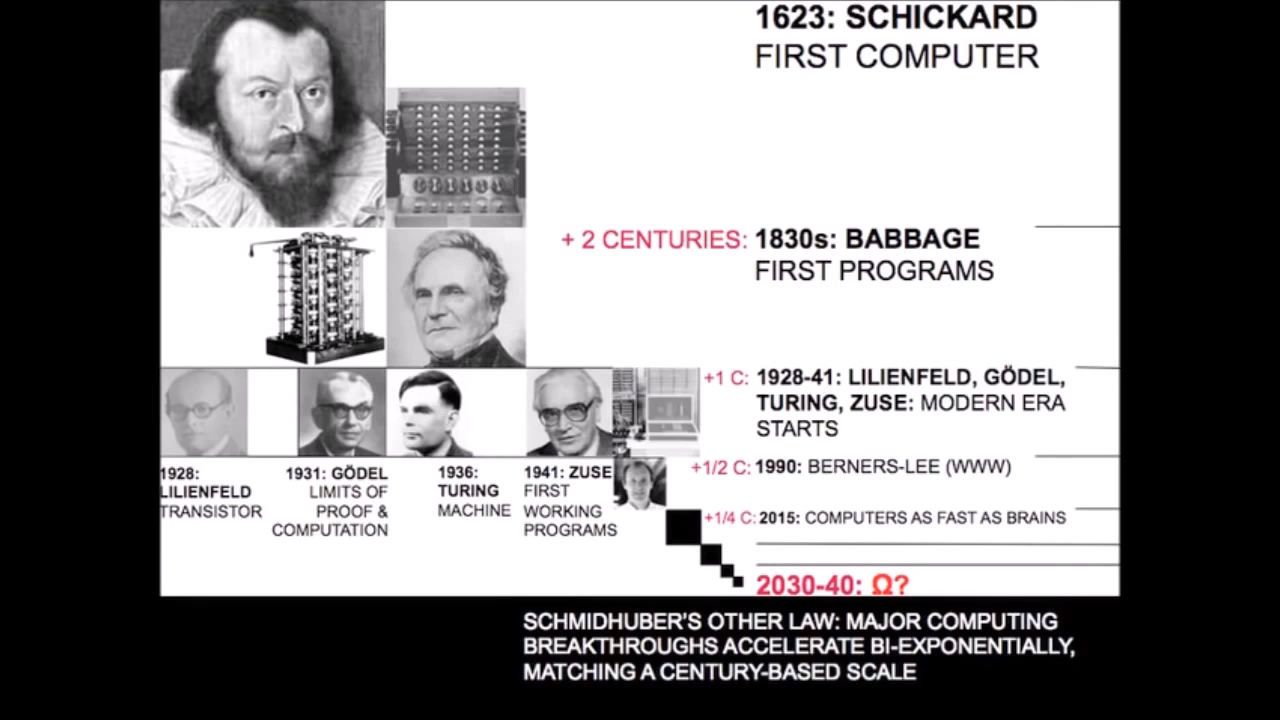 1623: SCHICKARD
FIRST COMPUTER
+ 2 CENTURIES: 1830s: BABBAGE
FIRST PROGRAMS
+1 C: 1928-41: LILIENFELD, GÖDEL,
TURING, ZUSE: MODERN ERA
STARTS
1928:
LILIENFELD
TRANSISTOR
1931: GÖDEL
LIMITS OF
PROOF &
COMPUTATION
1936:
TURING
MACHINE
1941: ZUSE
FIRST
WORKING
PROGRAMS
+1/2 C: 1990: BERNERS-LEE (WWW)
+1/4 C: 2015: COMPUTERS AS FAST AS BRAINS
2030-40: Ω?
SCHMIDHUBER'S OTHER LAW: MAJOR COMPUTING
BREAKTHROUGHS ACCELERATE BI-EXPONENTIALLY,
MATCHING A CENTURY-BASED SCALE